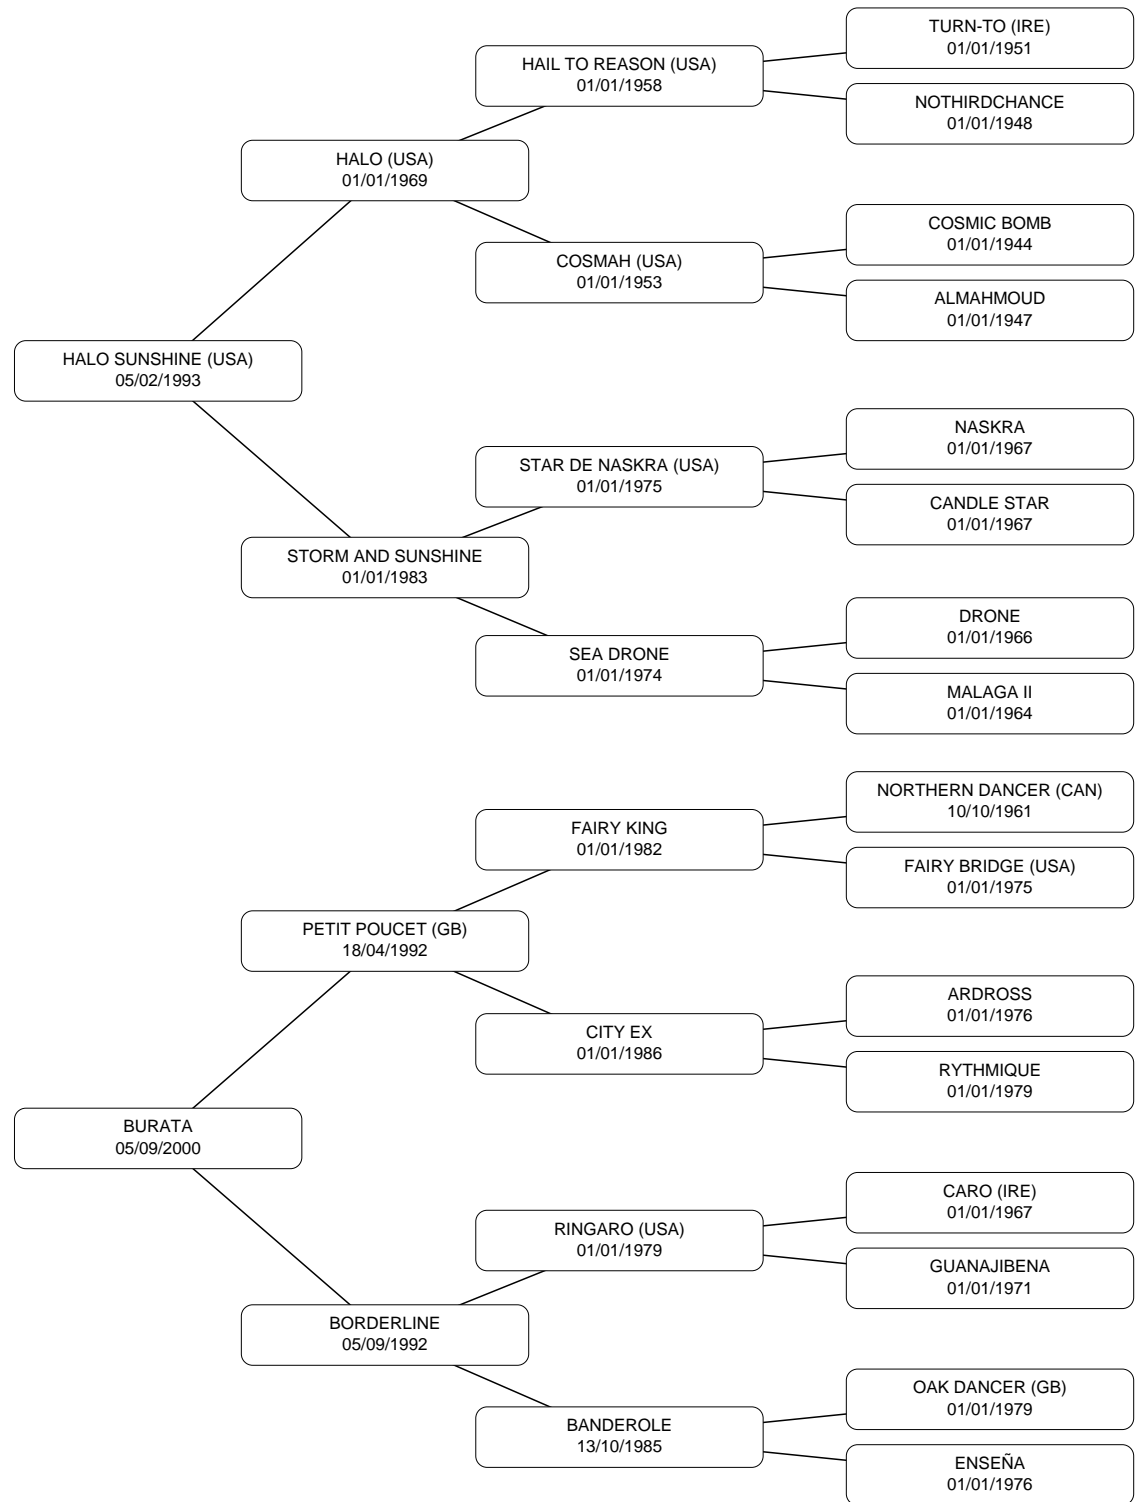 TURN-TO (IRE)
01/01/1951
HAIL TO REASON (USA)
01/01/1958
NOTHIRDCHANCE
01/01/1948
HALO (USA)
01/01/1969
COSMIC BOMB
01/01/1944
COSMAH (USA)
01/01/1953
ALMAHMOUD
01/01/1947
HALO SUNSHINE (USA)
05/02/1993
NASKRA
01/01/1967
STAR DE NASKRA (USA)
01/01/1975
CANDLE STAR
01/01/1967
STORM AND SUNSHINE
01/01/1983
DRONE
01/01/1966
SEA DRONE
01/01/1974
MALAGA II
01/01/1964
NORTHERN DANCER (CAN)
10/10/1961
FAIRY KING
01/01/1982
FAIRY BRIDGE (USA)
01/01/1975
PETIT POUCET (GB)
18/04/1992
ARDROSS
01/01/1976
CITY EX
01/01/1986
RYTHMIQUE
01/01/1979
BURATA
05/09/2000
CARO (IRE)
01/01/1967
RINGARO (USA)
01/01/1979
GUANAJIBENA
01/01/1971
BORDERLINE
05/09/1992
OAK DANCER (GB)
01/01/1979
BANDEROLE
13/10/1985
ENSEÑA
01/01/1976